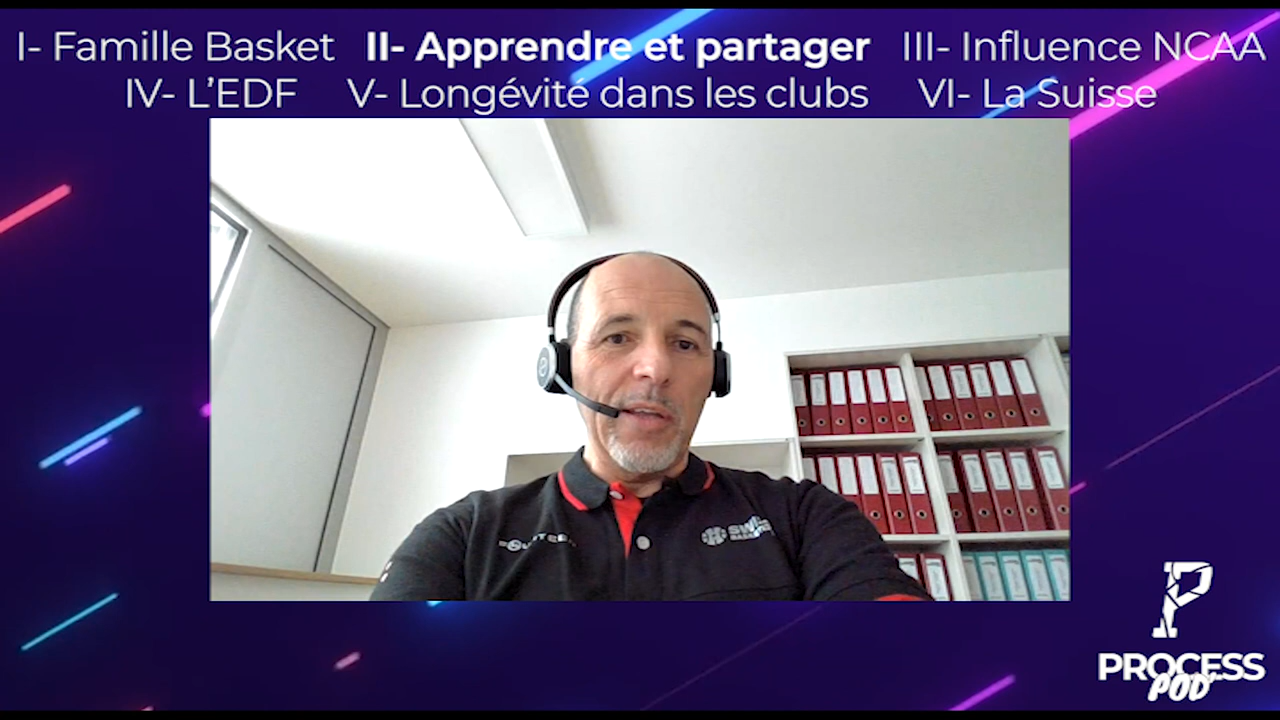 I- Famille Basket II- Apprendre et partager III- Influence NCAA
IV- L'EDF V- Longévité dans les clubs VI- La Suisse
PROCESS
POD'